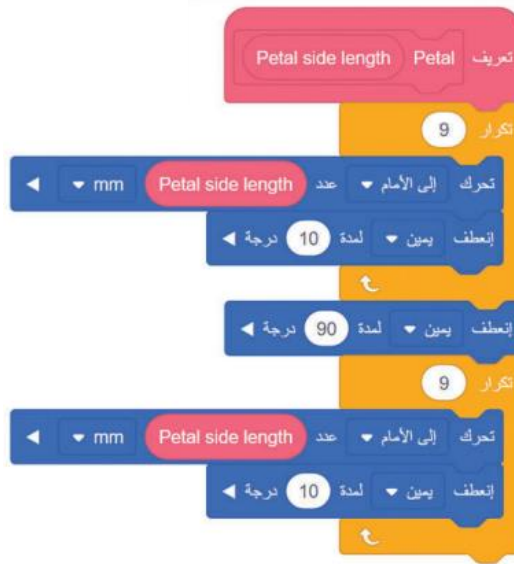 تعريف Petal Petal side length
تكرار 9
تحرك إلى الأمام عدد Petal side length mm
إنعطف يمين لمدة 10 درجة
إنعطف يمين لمدة 90 درجة
تكرار 9
تحرك إلى الأمام عدد Petal side length mm
إنعطف يمين لمدة 10 درجة